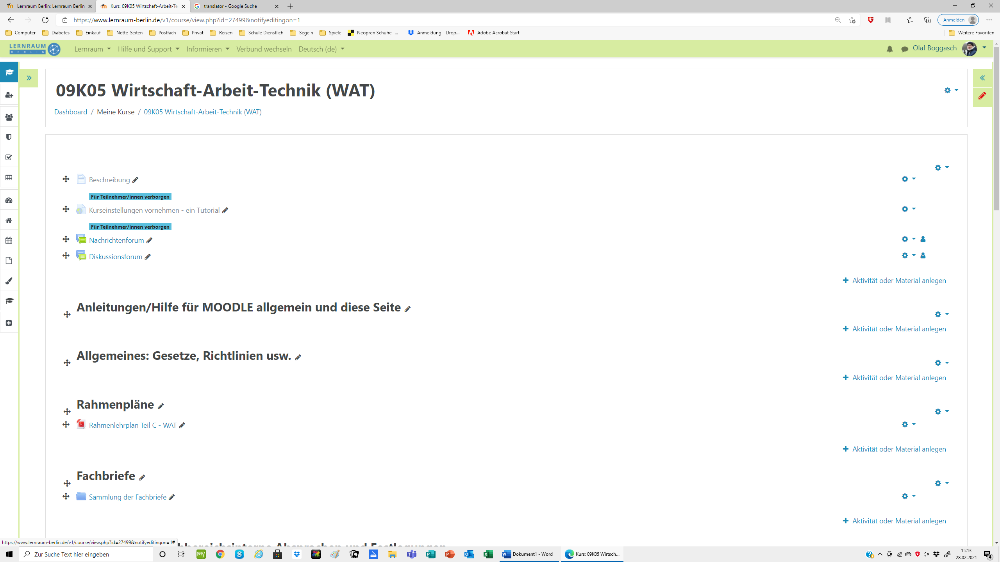 Lernraum Berlin: Lernraum Berlin
Kurs: 09K05 Wirtschaft-Arbeit-Te
translator - Google Suche
https://www.lernraum-berlin.de/v1/course/view.php?id=27499&notifyeditingon=1
Anmelden
Computer Diabetes Einkauf Nette_Seiten Postfach Privat Reisen Schule Dienstlich Segeln Spiele Neopren Schuhe -... Anmeldung - Drop... Adobe Acrobat Start Weitere Favoriten
LERNRAUM
BERLIN
Lernraum Hilfe und Support Informieren Verbund wechseln Deutsch (de) Olaf Boggasch
09K05 Wirtschaft-Arbeit-Technik (WAT)
Dashboard / Meine Kurse / 09K05 Wirtschaft-Arbeit-Technik (WAT)
Beschreibung
Für Teilnehmer/innen verborgen
Kurseinstellungen vornehmen - ein Tutorial
Für Teilnehmer/innen verborgen
Nachrichtenforum
Diskussionsforum
Aktivität oder Material anlegen
Anleitungen/Hilfe für MOODLE allgemein und diese Seite
Aktivität oder Material anlegen
Allgemeines: Gesetze, Richtlinien usw.
Aktivität oder Material anlegen
Rahmenpläne
Rahmenlehrplan Teil C - WAT
Aktivität oder Material anlegen
Fachbriefe
Sammlung der Fachbriefe
Aktivität oder Material anlegen
https://www.lernraum-berlin.de/v1/course/view.php?id=27499&notifyeditingon=1#
Absprachen und Festlegungen
Zur Suche Text hier eingeben
my
Dokument1 - Word
Kurs: 09K05 Wirtsch...
15:13
28.02.2021
4